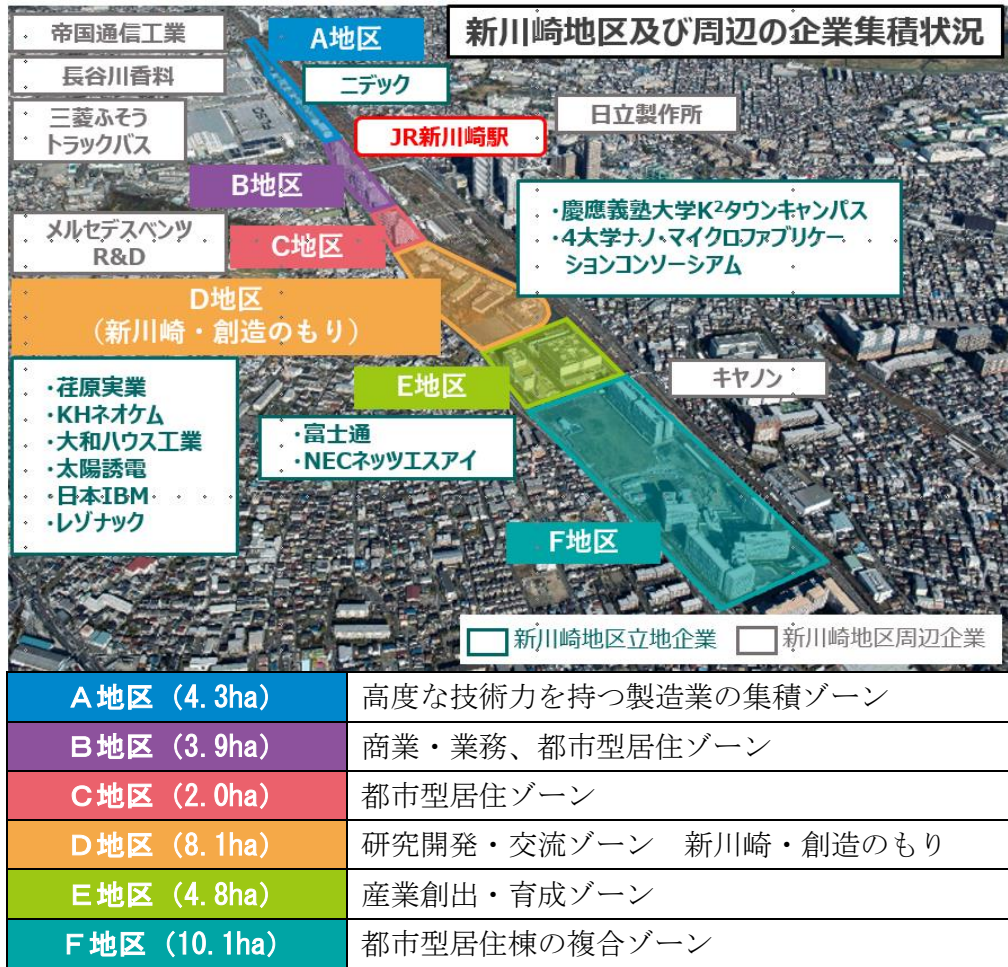 新川崎地区及び周辺の企業集積状況
帝国通信工業
A地区
長谷川香料
ニデック
三菱ふそう
トラックバス
JR新川崎駅
日立製作所
B地区
・慶應義塾大学K²タウンキャンパス
・4大学ナノ・マイクロファブリケー
ションコンソーシアム
メルセデスベンツ
R&D
C地区
D地区
（新川崎・創造のもり）
E地区
キヤノン
・荏原実業
・KHネオケム
・大和ハウス工業
・太陽誘電
・日本IBM
・レゾナック
・富士通
・NECネッツエスアイ
F地区
新川崎地区立地企業
新川崎地区周辺企業
A地区（4.3ha） 高度な技術力を持つ製造業の集積ゾーン
B地区（3.9ha） 商業・業務、都市型居住ゾーン
C地区（2.0ha） 都市型居住ゾーン
D地区（8.1ha） 研究開発・交流ゾーン　新川崎・創造のもり
E地区（4.8ha） 産業創出・育成ゾーン
F地区（10.1ha） 都市型居住棟の複合ゾーン